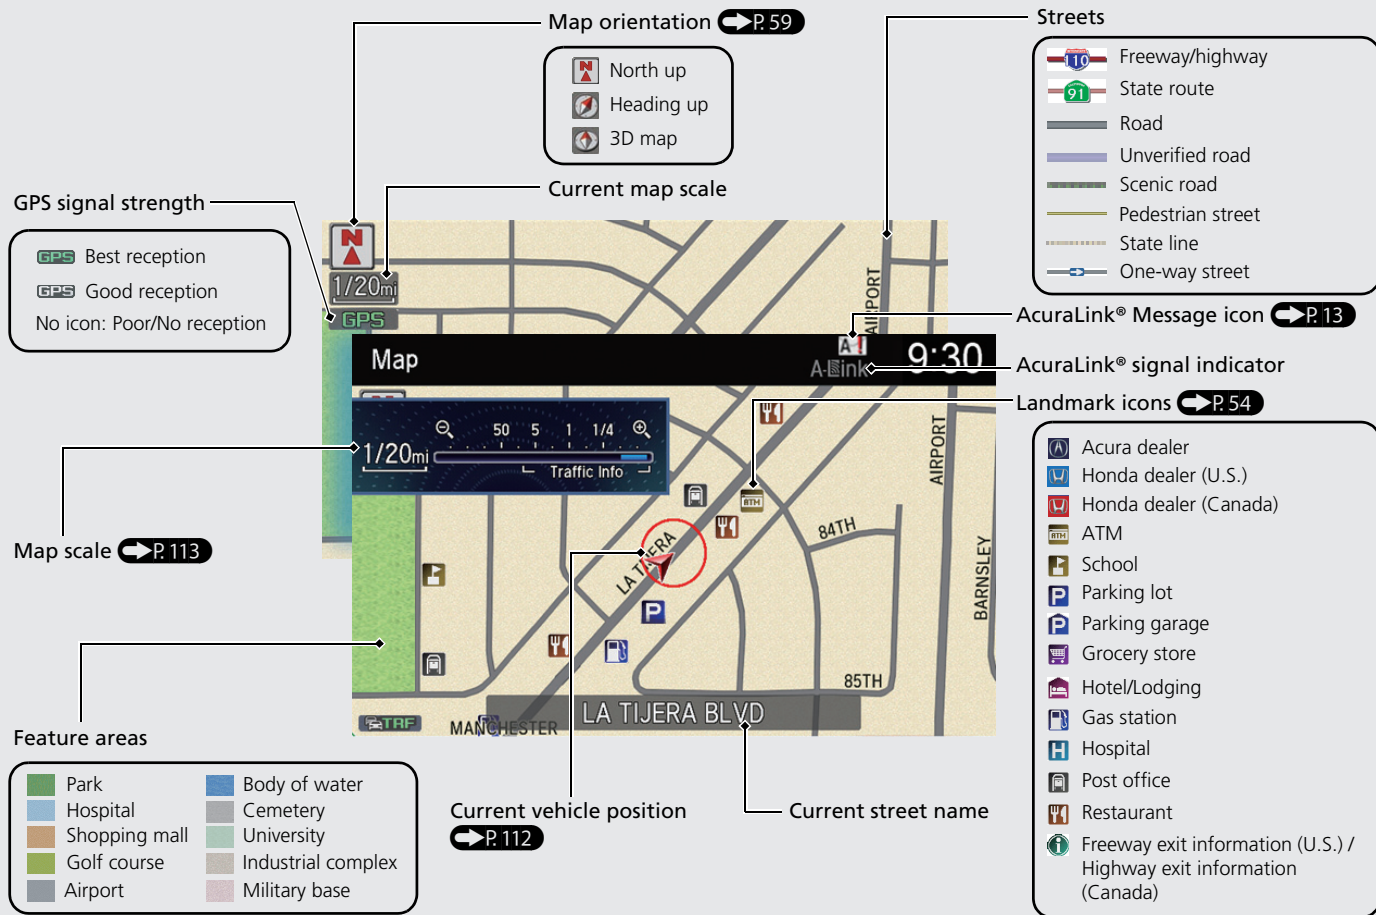 Map orientation P. 59
N North up
Heading up
3D map
Current map scale
GPS signal strength
GPS Best reception
GPS Good reception
No icon: Poor/No reception
Streets
110 Freeway/highway
91 State route
Road
Unverified road
Scenic road
Pedestrian street
State line
One-way street
N
1/20mi
GPS
AIRPORT
AcuraLink® Message icon P. 13
AcuraLink® signal indicator
Landmark icons P. 54
Map
A!
A-Link
9:30
1/20mi
50 5 1 1/4
Traffic Info
ATM
AIRPORT
84TH
LA TIJERA
BARNSLEY
P
85TH
TRF
MANCHESTER
LA TIJERA BLVD
Map scale P. 113
Acura dealer
Honda dealer (U.S.)
Honda dealer (Canada)
ATM ATM
School
P Parking lot
P Parking garage
Grocery store
Hotel/Lodging
Gas station
H Hospital
Post office
Restaurant
i Freeway exit information (U.S.) /
Highway exit information
(Canada)
Feature areas
Park
Hospital
Shopping mall
Golf course
Airport
Body of water
Cemetery
University
Industrial complex
Military base
Current vehicle position
P. 112
Current street name